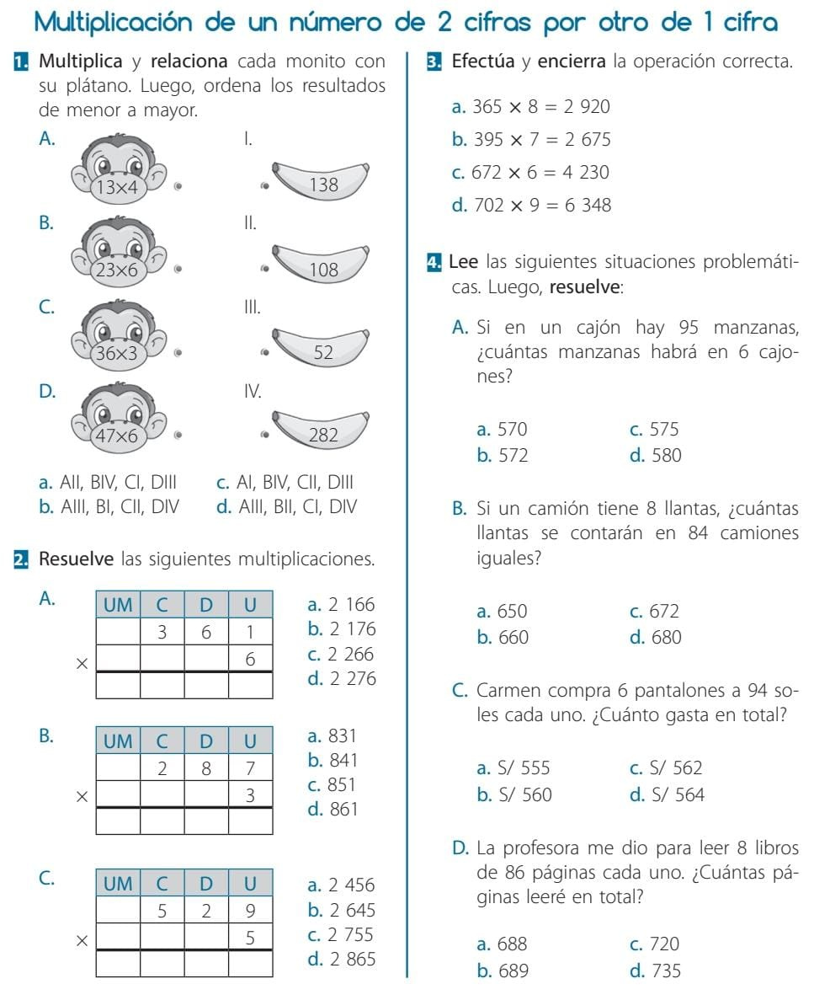 Multiplicación de un número de 2 cifras por otro de 1 cifra
1. Multiplica y relaciona cada monito con
su plátano. Luego, ordena los resultados
de menor a mayor.
A.
13×4
I.
138
B.
23×6
II.
108
C.
36×3
III.
52
D.
47×6
IV.
282
a. AII, BIV, CI, DIII
c. AI, BIV, CII, DIII
b. AIII, BI, CII, DIV
d. AIII, BII, CI, DIV
2. Resuelve las siguientes multiplicaciones.
A.
UM C D U
3 6 1
× 6
a. 2 166
b. 2 176
c. 2 266
d. 2 276
B.
UM C D U
2 8 7
× 3
a. 831
b. 841
c. 851
d. 861
C.
UM C D U
5 2 9
× 5
a. 2 456
b. 2 645
c. 2 755
d. 2 865
3. Efectúa y encierra la operación correcta.
a. 365 × 8 = 2 920
b. 395 × 7 = 2 675
c. 672 × 6 = 4 230
d. 702 × 9 = 6 348
4. Lee las siguientes situaciones problemáti-
cas. Luego, resuelve:
A. Si en un cajón hay 95 manzanas,
¿cuántas manzanas habrá en 6 cajo-
nes?
a. 570
c. 575
b. 572
d. 580
B. Si un camión tiene 8 llantas, ¿cuántas
llantas se contarán en 84 camiones
iguales?
a. 650
c. 672
b. 660
d. 680
C. Carmen compra 6 pantalones a 94 so-
les cada uno. ¿Cuánto gasta en total?
a. S/ 555
c. S/ 562
b. S/ 560
d. S/ 564
D. La profesora me dio para leer 8 libros
de 86 páginas cada uno. ¿Cuántas pá-
ginas leeré en total?
a. 688
c. 720
b. 689
d. 735